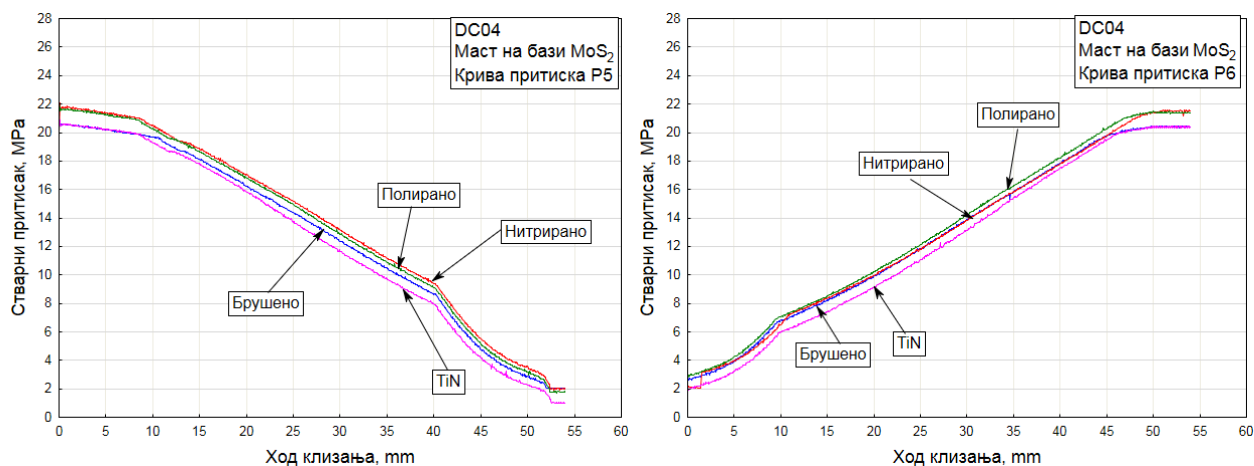 28
26
24
22
20
18
16
14
12
10
8
6
4
2
0
Стварни притисак, MPa
DC04
Маст на бази MoS₂
Крива притиска P5
Полирано
Нитрирано
Брушено
TiN
0 5 10 15 20 25 30 35 40 45 50 55 60
Ход клизања, mm
28
26
24
22
20
18
16
14
12
10
8
6
4
2
0
Стварни притисак, MPa
DC04
Маст на бази MoS₂
Крива притиска P6
Полирано
Нитрирано
Брушено
TiN
0 5 10 15 20 25 30 35 40 45 50 55 60
Ход клизања, mm